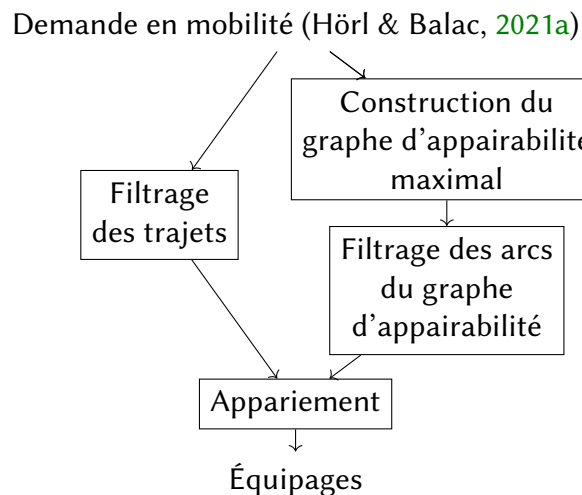 Demande en mobilité (Hörl & Balac, 2021a)
Construction du
graphe d'appairabilité
maximal
Filtrage
des trajets
Filtrage des arcs
du graphe
d'appairabilité
Appariement
Équipages